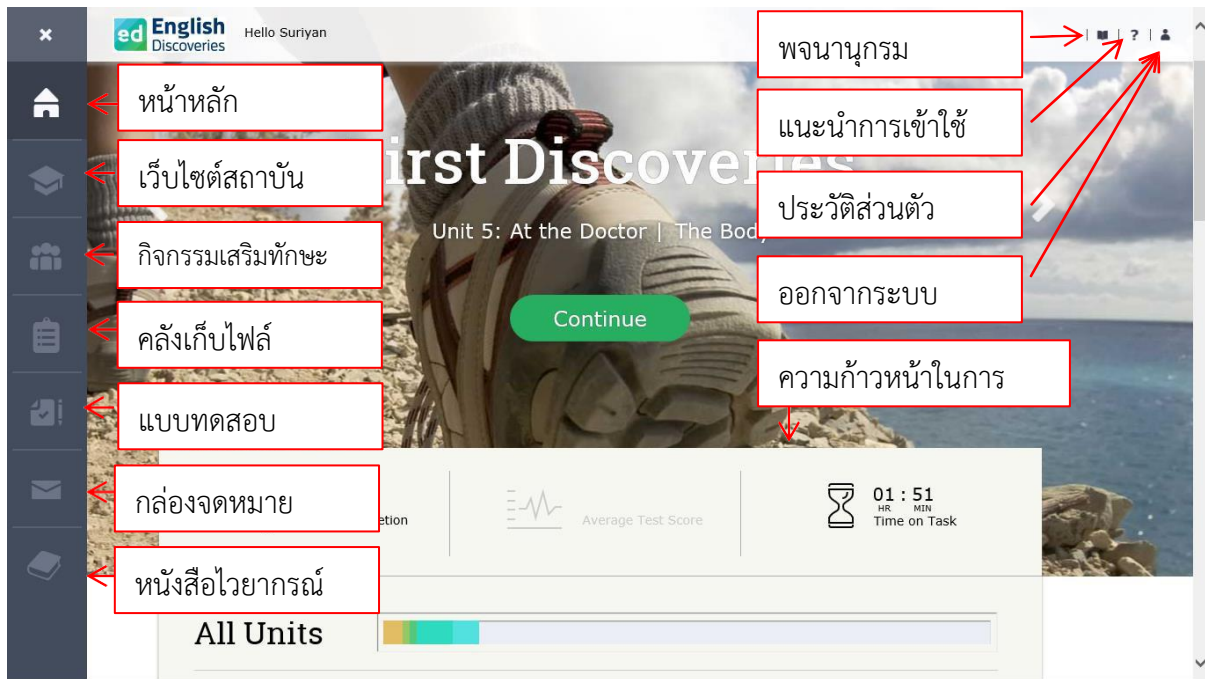 ed English Discoveries
Hello Suriyan
พจนานุกรม
?
หน้าหลัก
แนะนำการเข้าใช้
irst Discoveries
เว็บไซต์สถาบัน
ประวัติส่วนตัว
Unit 5: At the Doctor | The Body
กิจกรรมเสริมทักษะ
ออกจากระบบ
Continue
คลังเก็บไฟล์
ความก้าวหน้าในการ
แบบทดสอบ
กล่องจดหมาย
etion
Average Test Score
01 : 51
HR MIN
Time on Task
หนังสือไวยากรณ์
All Units